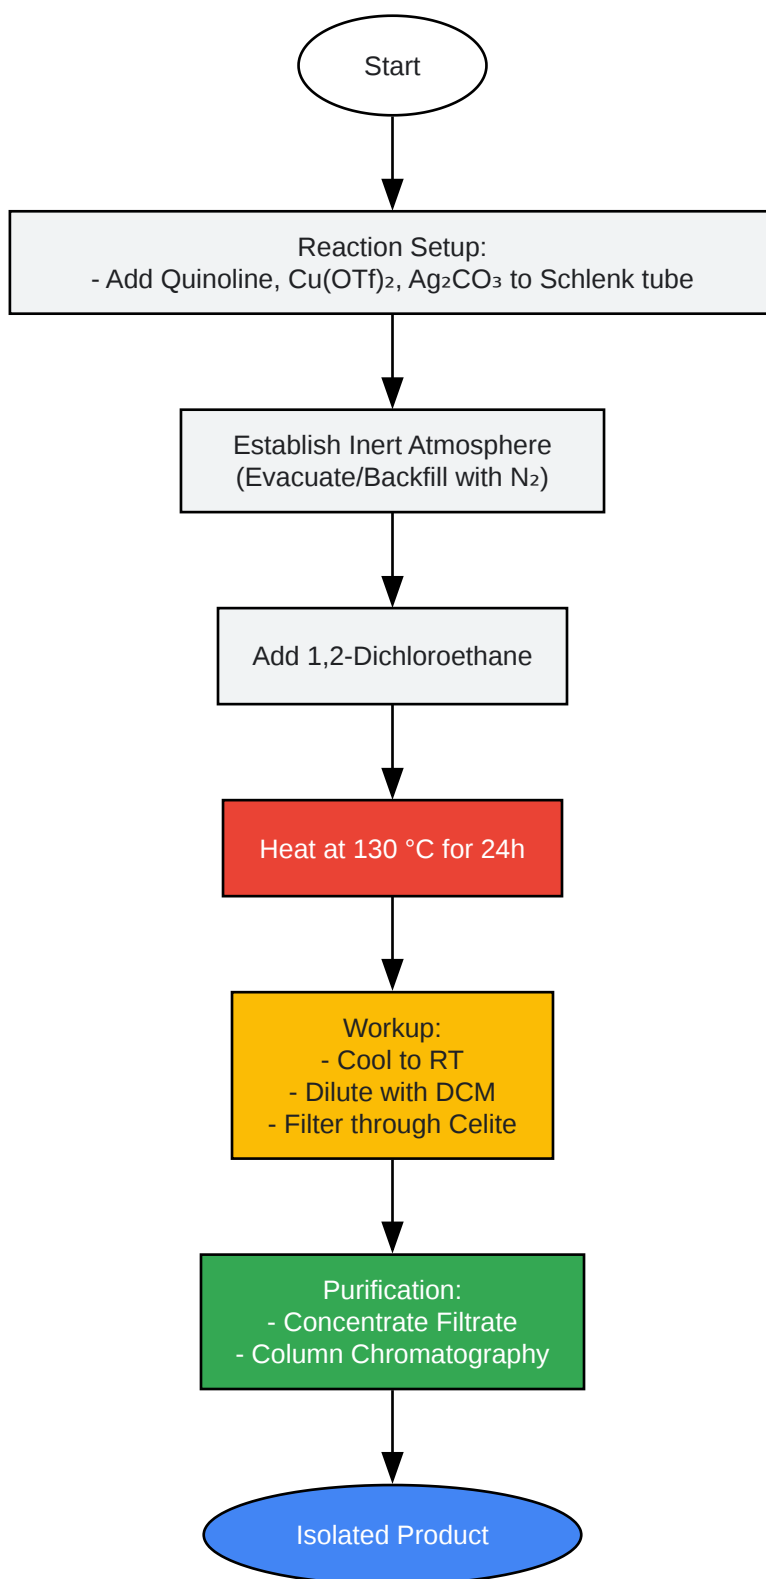 Start
Reaction Setup:
- Add Quinoline, Cu(OTf)₂, Ag₂CO₃ to Schlenk tube
Establish Inert Atmosphere
(Evacuate/Backfill with N₂)
Add 1,2-Dichloroethane
Heat at 130 °C for 24h
Workup:
- Cool to RT
- Dilute with DCM
- Filter through Celite
Purification:
- Concentrate Filtrate
- Column Chromatography
Isolated Product